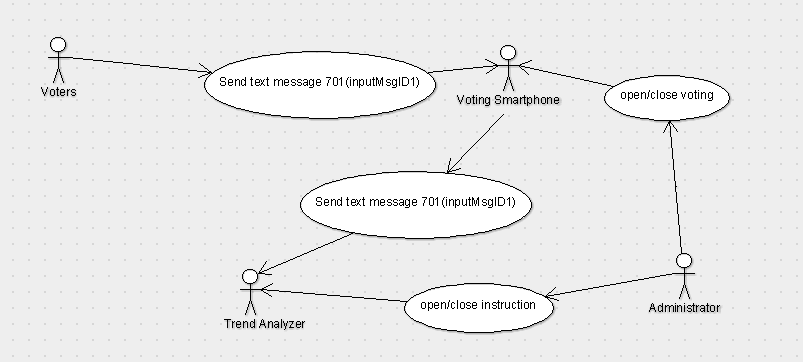 Send text message 701(inputMsgID1)
Voters
Voting Smartphone
open/close voting
Send text message 701(inputMsgID1)
Trend Analyzer
open/close instruction
Administrator